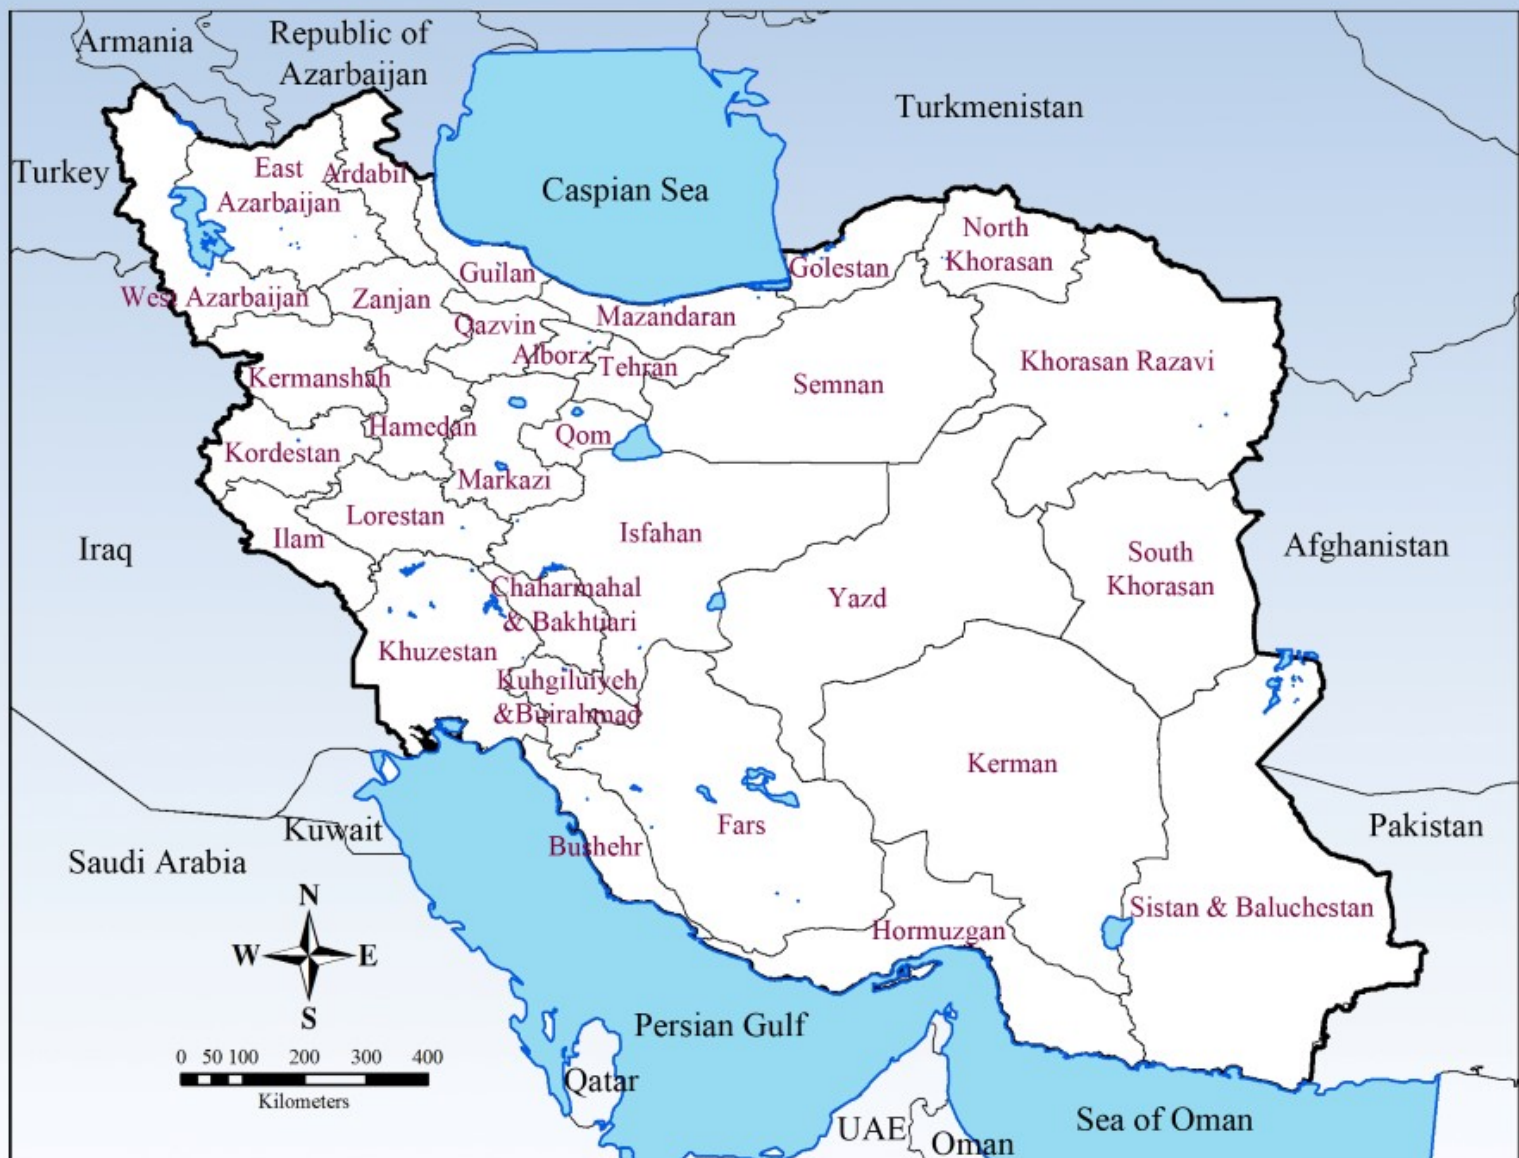 Armania
Republic of
Azarbaijan
Turkmenistan
Turkey
East
Azarbaijan
Ardabil
Caspian Sea
North
Khorasan
Golestan
Guilan
West Azarbaijan
Zanjan
Qazvin
Mazandaran
Alborz
Tehran
Khorasan Razavi
Semnan
Kermanshah
Hamedan
Qom
Kordestan
Markazi
Lorestan
Isfahan
Ilam
Iraq
Afghanistan
South
Khorasan
Chaharmahal
& Bakhtiari
Yazd
Khuzestan
Kuhgiluiyeh
&Buirahmad
Kerman
Fars
Kuwait
Pakistan
Bushehr
Saudi Arabia
Sistan & Baluchestan
Hormuzgan
N
W
E
S
Persian Gulf
0 50 100 200 300 400
Kilometers
Qatar
UAE
Oman
Sea of Oman